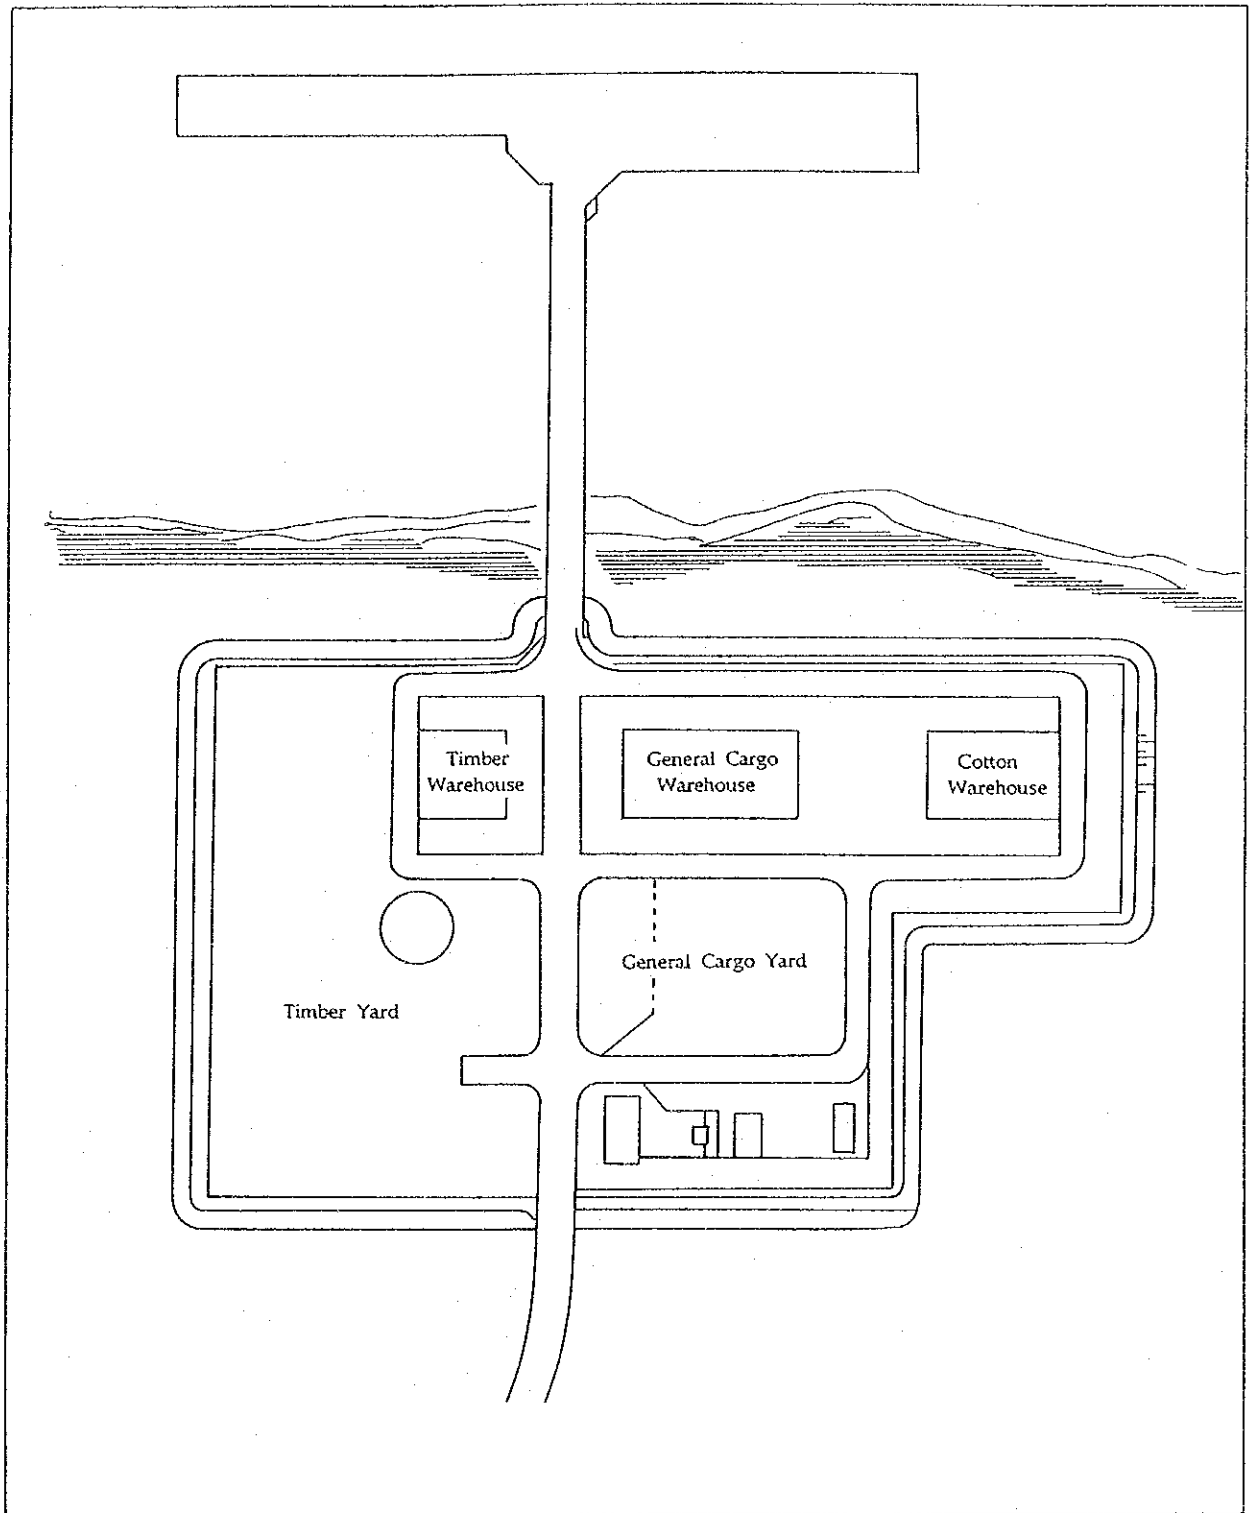 Timber
Warehouse
General Cargo
Warehouse
Cotton
Warehouse
General Cargo Yard
Timber Yard